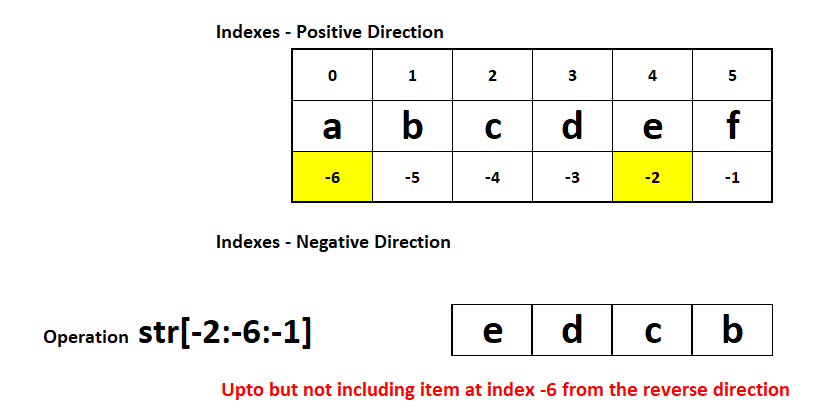 Indexes - Positive Direction
0 1 2 3 4 5
a b c d e f
-6 -5 -4 -3 -2 -1
Indexes - Negative Direction
Operation str[-2:-6:-1] e d c b
Upto but not including item at index -6 from the reverse direction